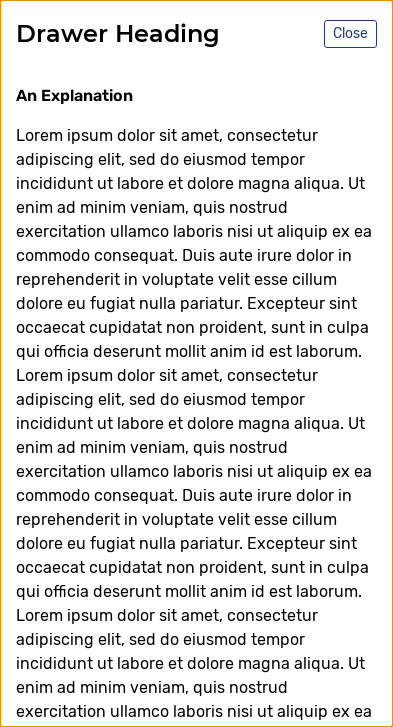 Drawer Heading
Close
An Explanation
Lorem ipsum dolor sit amet, consectetur
adipiscing elit, sed do eiusmod tempor
incididunt ut labore et dolore magna aliqua. Ut
enim ad minim veniam, quis nostrud
exercitation ullamco laboris nisi ut aliquip ex ea
commodo consequat. Duis aute irure dolor in
reprehenderit in voluptate velit esse cillum
dolore eu fugiat nulla pariatur. Excepteur sint
occaecat cupidatat non proident, sunt in culpa
qui officia deserunt mollit anim id est laborum.
Lorem ipsum dolor sit amet, consectetur
adipiscing elit, sed do eiusmod tempor
incididunt ut labore et dolore magna aliqua. Ut
enim ad minim veniam, quis nostrud
exercitation ullamco laboris nisi ut aliquip ex ea
commodo consequat. Duis aute irure dolor in
reprehenderit in voluptate velit esse cillum
dolore eu fugiat nulla pariatur. Excepteur sint
occaecat cupidatat non proident, sunt in culpa
qui officia deserunt mollit anim id est laborum.
Lorem ipsum dolor sit amet, consectetur
adipiscing elit, sed do eiusmod tempor
incididunt ut labore et dolore magna aliqua. Ut
enim ad minim veniam, quis nostrud
exercitation ullamco laboris nisi ut aliquip ex ea